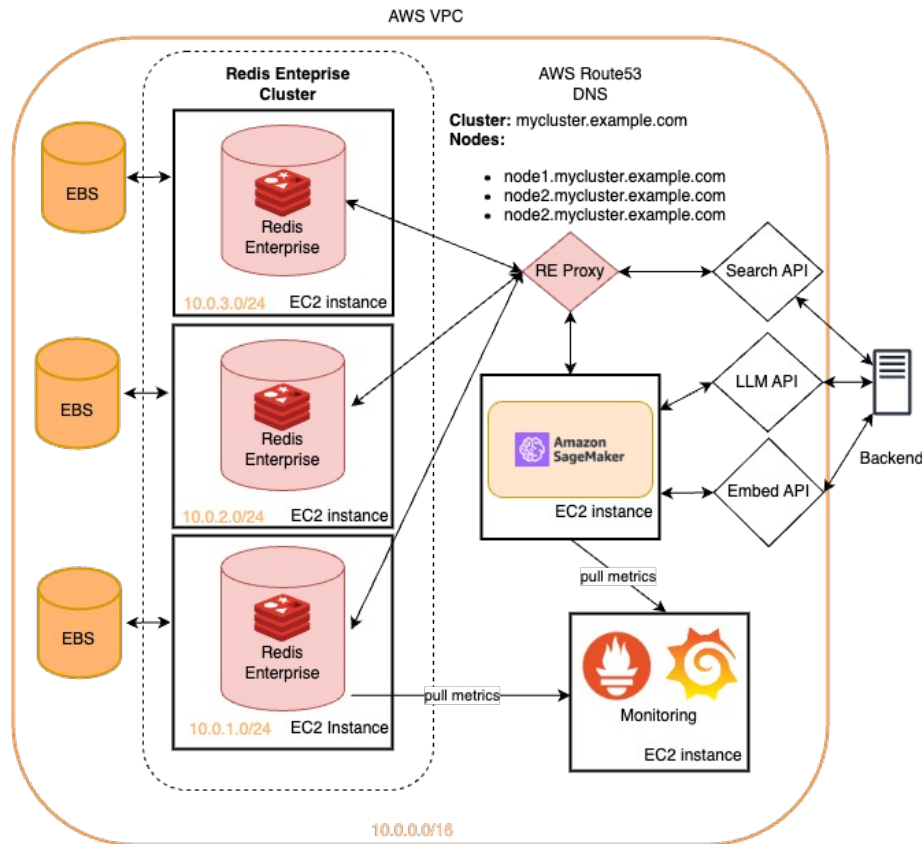 AWS VPC
Redis Enteprise
Cluster
AWS Route53
DNS
Cluster: mycluster.example.com
Nodes:
node1.mycluster.example.com
node2.mycluster.example.com
node2.mycluster.example.com
EBS
Redis
Enterprise
10.0.3.0/24
EC2 instance
RE Proxy
Search API
EBS
Redis
Enterprise
10.0.2.0/24
EC2 instance
Amazon
SageMaker
EC2 instance
LLM API
Embed API
Backend
EBS
Redis
Enterprise
10.0.1.0/24
EC2 Instance
pull metrics
pull metrics
Monitoring
EC2 instance
10.0.0.0/16